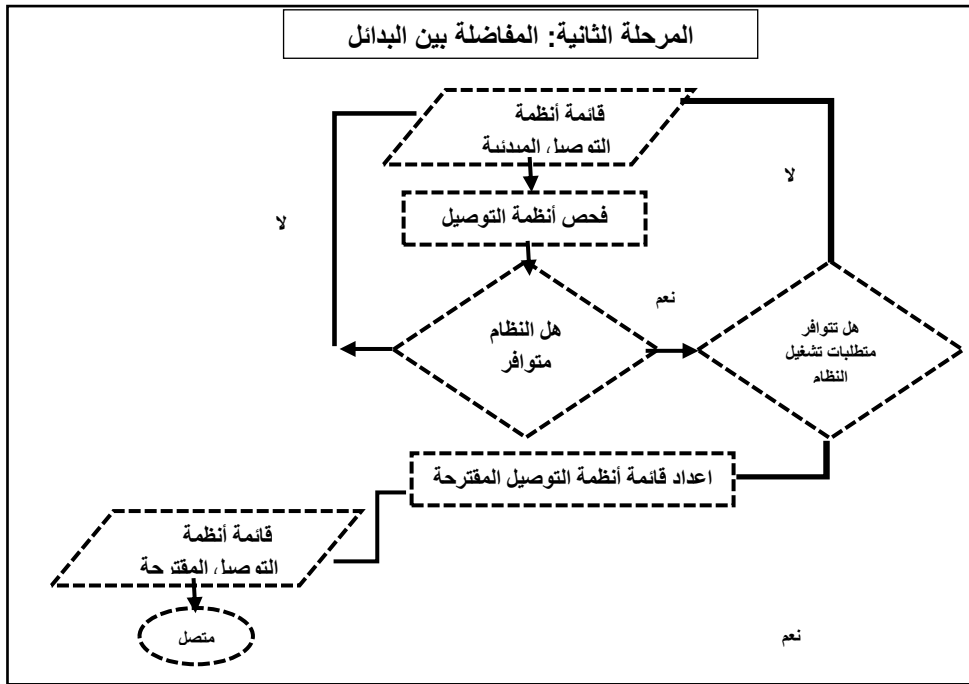 المرحلة الثانية: المفاضلة بين البدائل
قائمة أنظمة
التوصيل المبدئية
لا
فحص أنظمة التوصيل
لا
نعم
هل النظام
متوافر
هل تتوافر
متطلبات تشغيل
النظام
اعداد قائمة أنظمة التوصيل المقترحة
قائمة أنظمة
التوصيل المقترحة
متصل
نعم